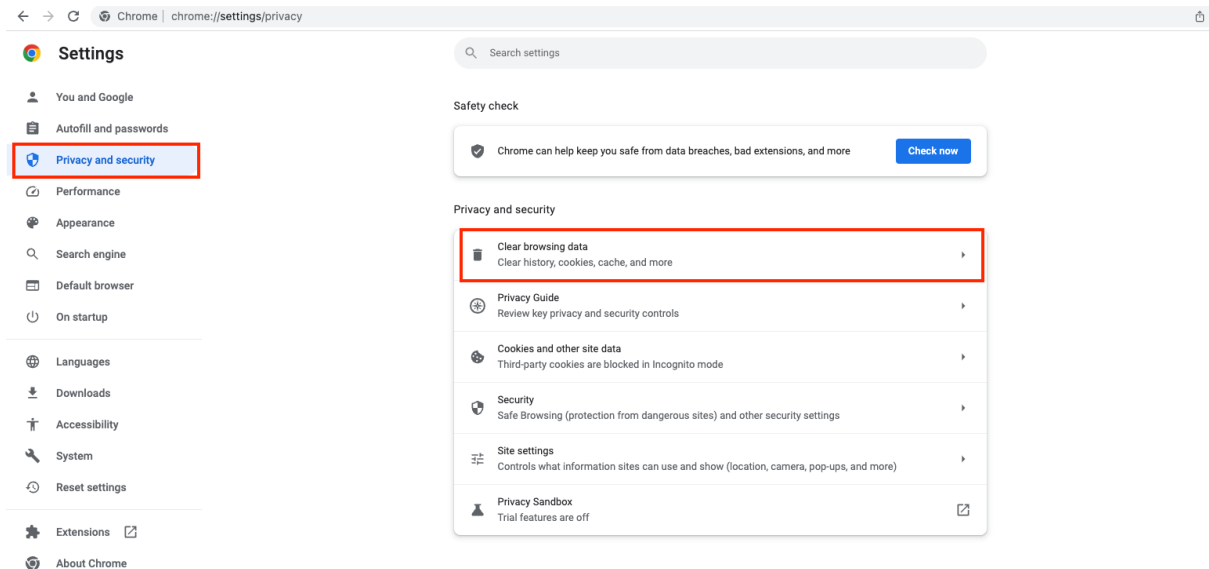 Chrome | chrome://settings/privacy
Settings
Search settings
You and Google
Autofill and passwords
Privacy and security
Performance
Appearance
Search engine
Default browser
On startup
Languages
Downloads
Accessibility
System
Reset settings
Extensions
About Chrome
Safety check
Chrome can help keep you safe from data breaches, bad extensions, and more
Check now
Privacy and security
Clear browsing data
Clear history, cookies, cache, and more
Privacy Guide
Review key privacy and security controls
Cookies and other site data
Third-party cookies are blocked in Incognito mode
Security
Safe Browsing (protection from dangerous sites) and other security settings
Site settings
Controls what information sites can use and show (location, camera, pop-ups, and more)
Privacy Sandbox
Trial features are off